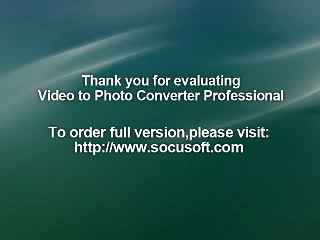 Thank you for evaluating
Video to Photo Converter Professional
To order full version,please visit:
http://www.socusoft.com